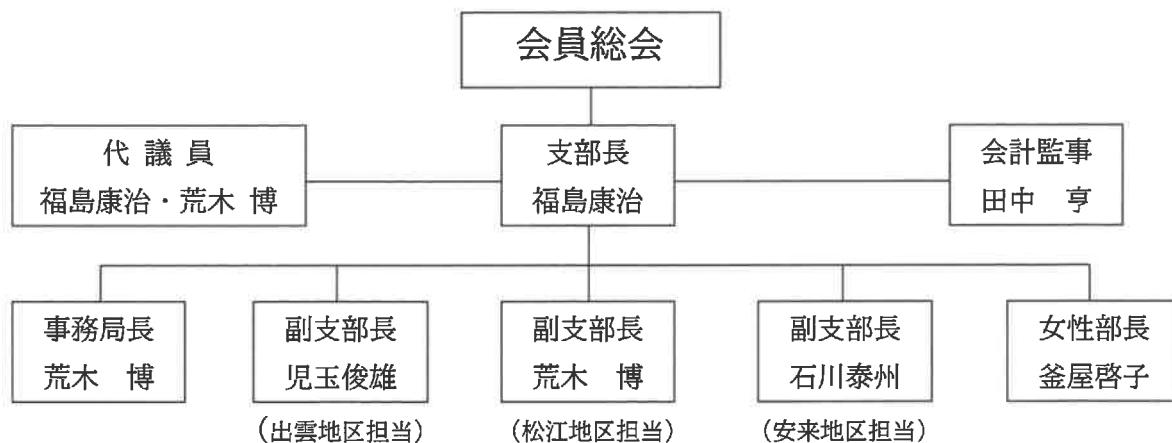 会員総会
代 議 員
福島康治・荒木 博
支部長
福島康治
会計監事
田中　亨
事務局長
荒木　博
副支部長
児玉俊雄
(出雲地区担当)
副支部長
荒木　博
(松江地区担当)
副支部長
石川泰州
(安来地区担当)
女性部長
釜屋啓子